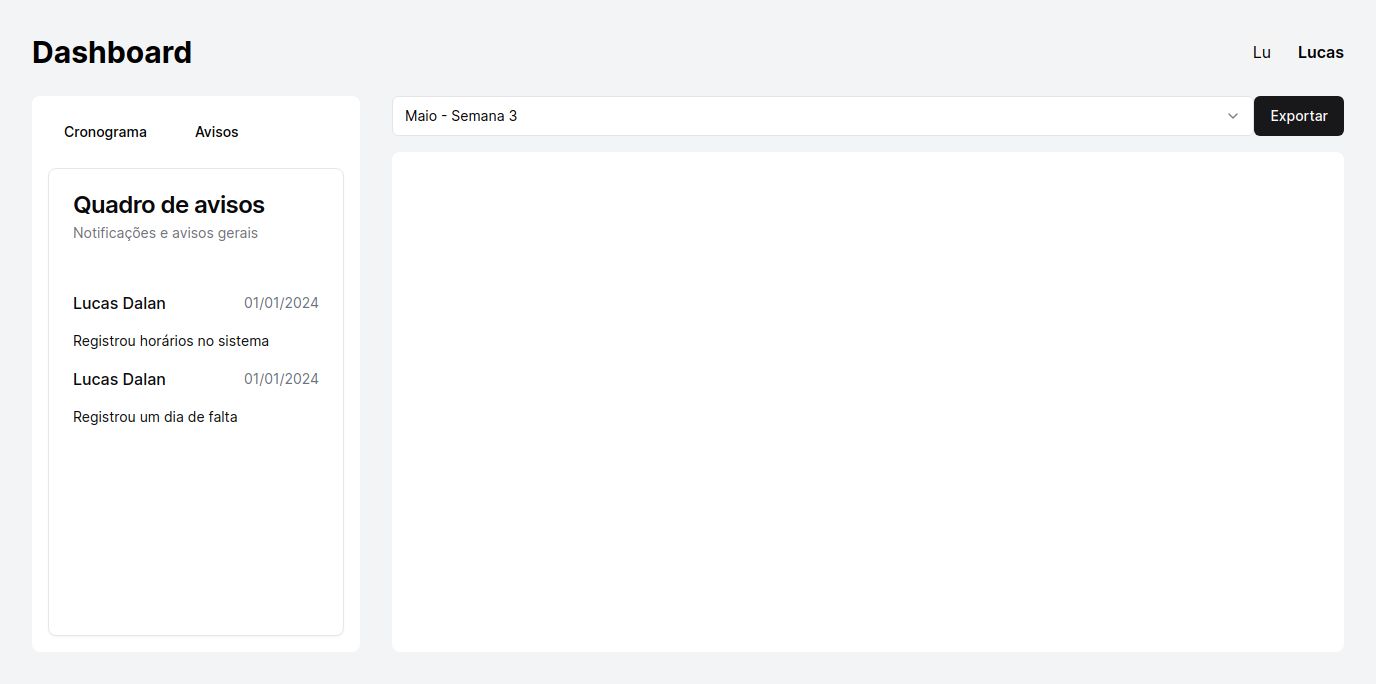 Dashboard
Lu Lucas
Cronograma Avisos
Quadro de avisos
Notificações e avisos gerais
Lucas Dalan 01/01/2024
Registrou horários no sistema
Lucas Dalan 01/01/2024
Registrou um dia de falta
Maio - Semana 3
Exportar